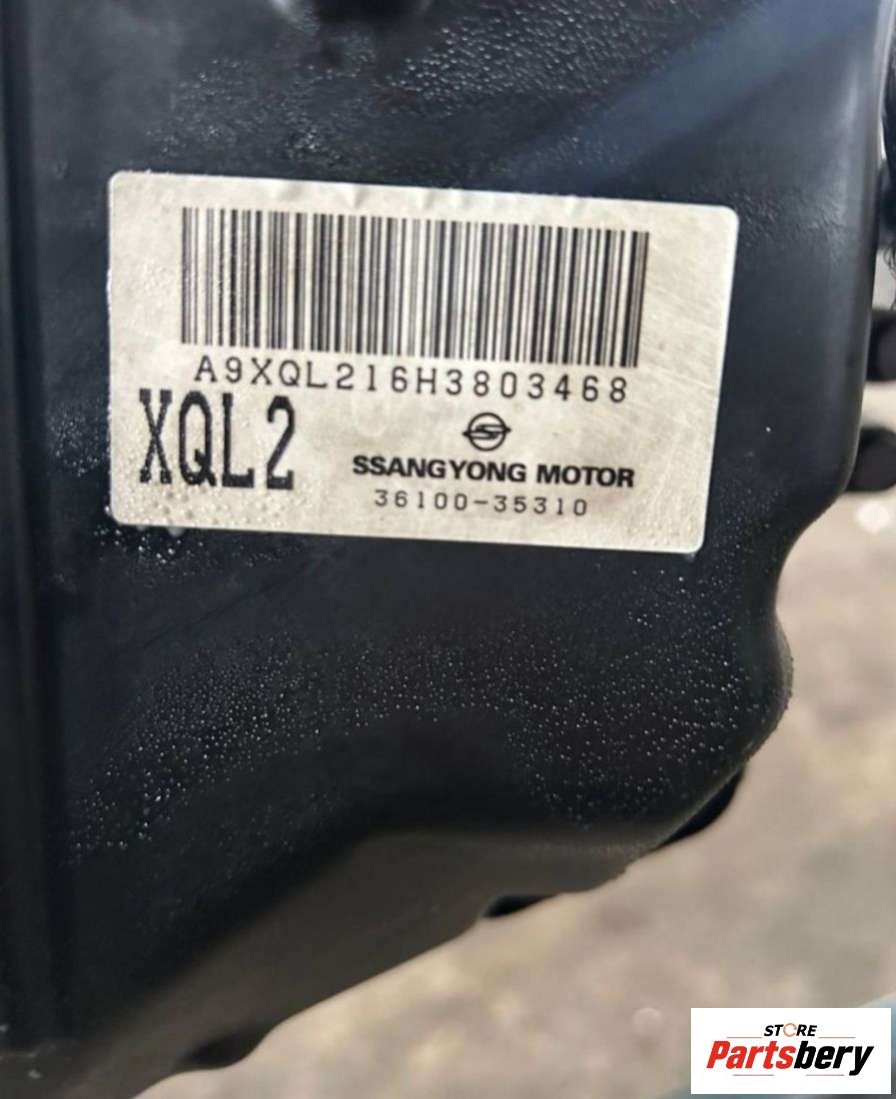 A9XQL216H3803468
XQL2
SSANGYONG MOTOR
36100-35310
STORE
Partsbery